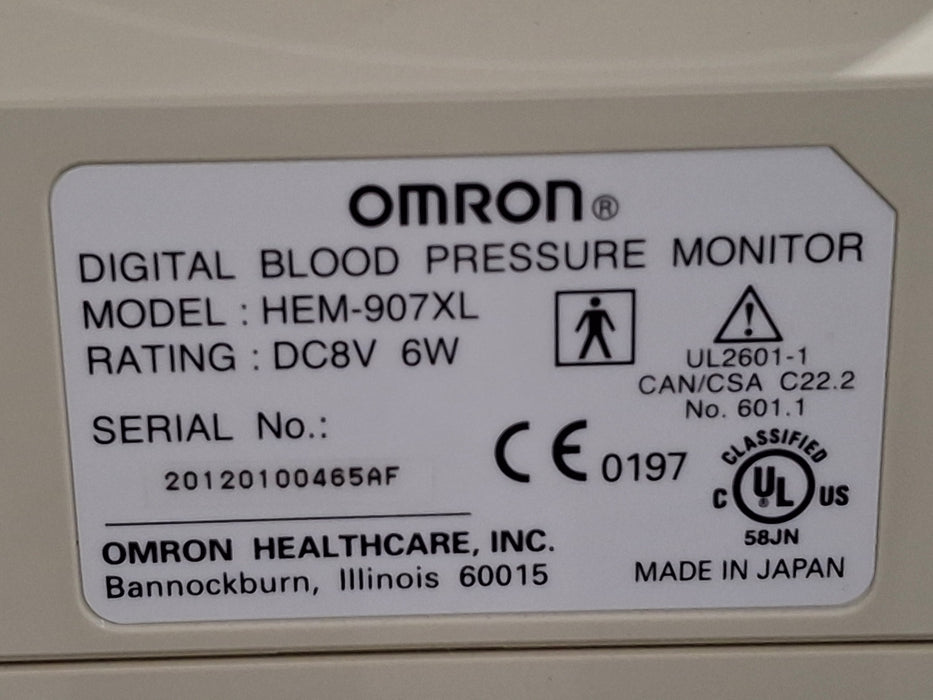 OMRON®
DIGITAL BLOOD PRESSURE MONITOR
MODEL : HEM-907XL
RATING : DC8V 6W
UL2601-1
CAN/CSA C22.2
No. 601.1
SERIAL No.:
20120100465AF
CE 0197
CLASSIFIED
C UL® US
58JN
OMRON HEALTHCARE, INC.
Bannockburn, Illinois 60015
MADE IN JAPAN